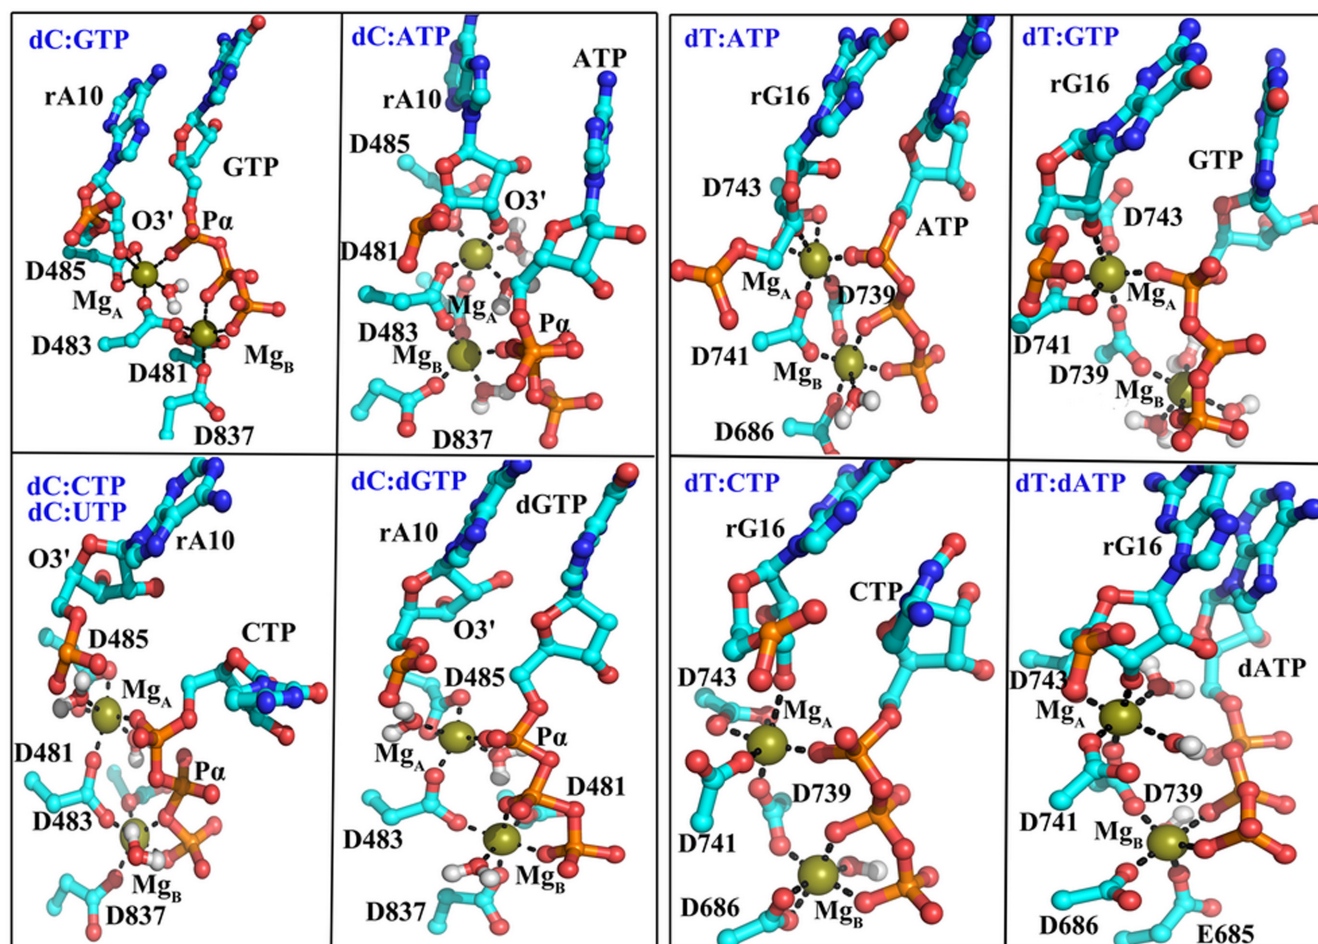 dC:GTP
rA10
GTP
O3'
Pα
D485
MgA
D483
D481
MgB
D837
dC:ATP
ATP
rA10
D485
O3'
D481
MgA
D483
MgB
Pα
D837
dT:ATP
rG16
D743
ATP
MgA
D739
D741
MgB
D686
dT:GTP
rG16
GTP
D743
MgA
D741
D739
MgB
dC:CTP
dC:UTP
rA10
O3'
D485
CTP
MgA
D481
Pα
D483
MgB
D837
dC:dGTP
dGTP
rA10
O3'
D485
MgA
Pα
D481
D483
MgB
D837
dT:CTP
rG16
CTP
D743
MgA
D739
D741
D686
MgB
dT:dATP
rG16
dATP
D743
MgA
D739
D741
MgB
D686
E685